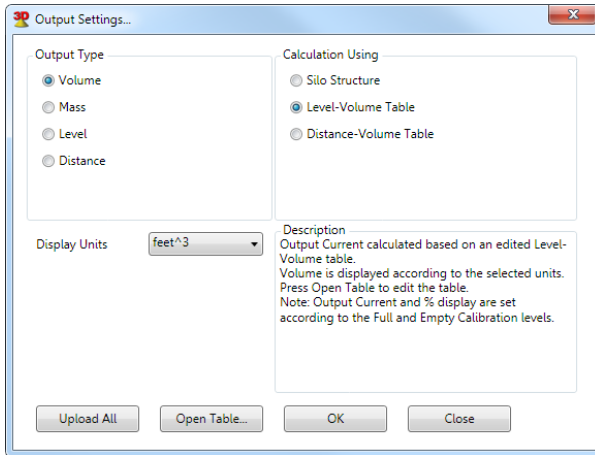 3D Output Settings...
Output Type
Volume
Mass
Level
Distance
Calculation Using
Silo Structure
Level-Volume Table
Distance-Volume Table
Display Units
feet^3
Description
Output Current calculated based on an edited Level-
Volume table.
Volume is displayed according to the selected units.
Press Open Table to edit the table.
Note: Output Current and % display are set
according to the Full and Empty Calibration levels.
Upload All
Open Table...
OK
Close